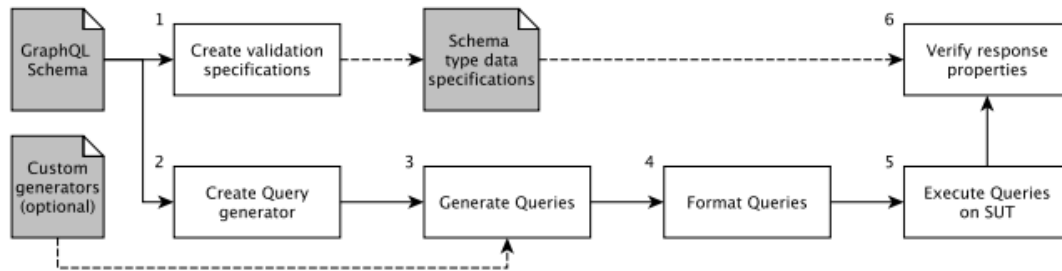 GraphQL
Schema
1
Create validation
specifications
Schema
type data
specifications
6
Verify response
properties
Custom
generators
(optional)
2
Create Query
generator
3
Generate Queries
4
Format Queries
5
Execute Queries
on SUT